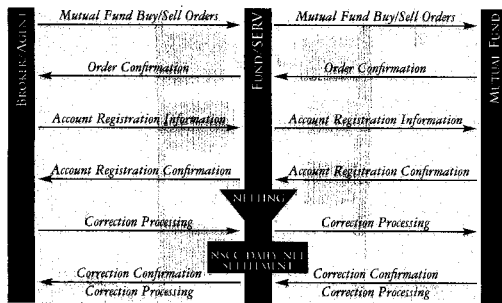 Mutual Fund Buy/Sell Orders
Mutual Fund Buy/Sell Orders
Order Confirmation
Order Confirmation
Account Registration Information
Account Registration Information
Account Registration Confirmation
Account Registration Confirmation
BROKER/AGENT
FUND/SERV
MUTUAL FUND
NETTING
Correction Processing
Correction Processing
NSCC DAILY NET
SETTLEMENT
Correction Confirmation
Correction Confirmation
Correction Processing
Correction Processing